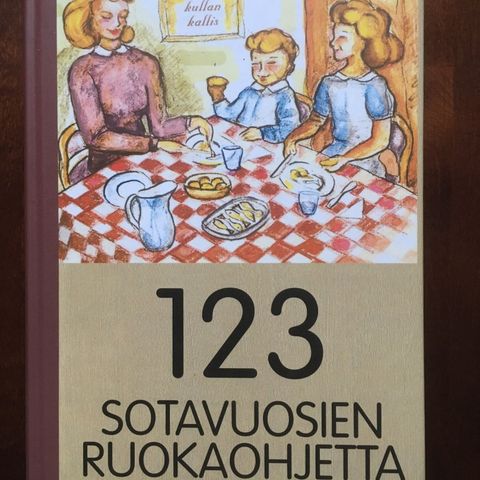 kullan
kallis
123
SOTAVUOSIEN
RUOKAOHJETTA